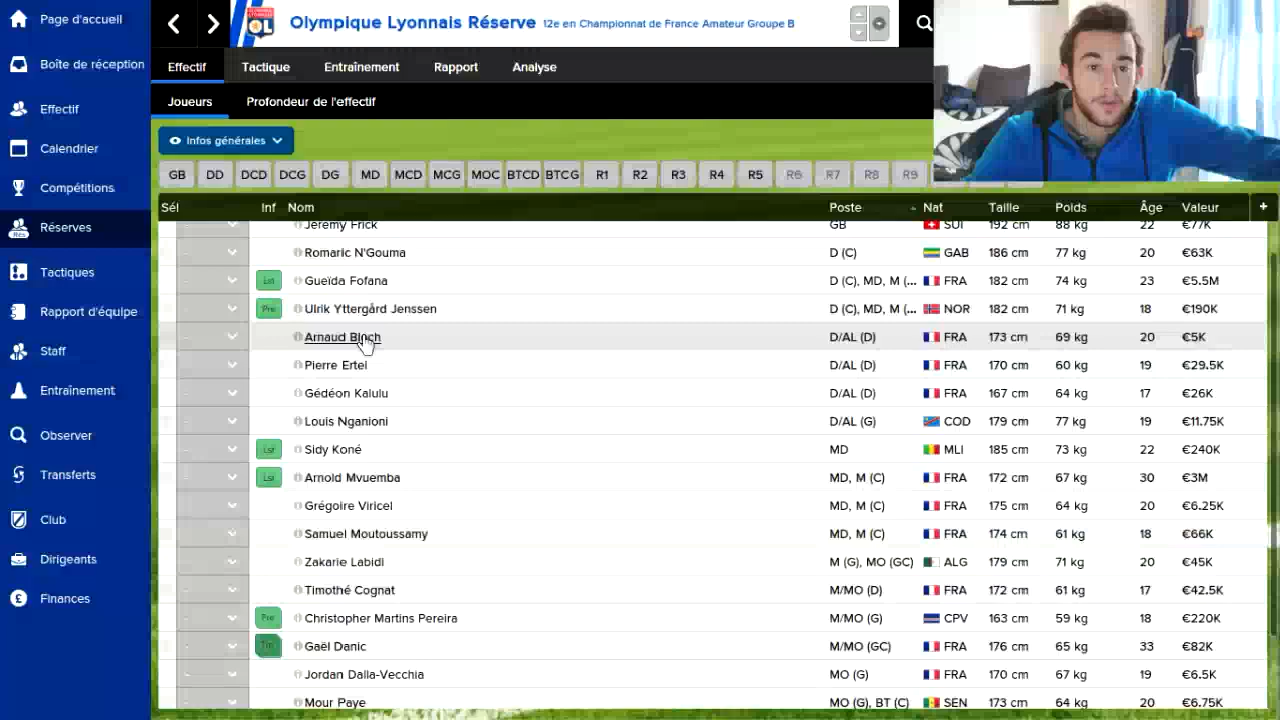 Page d'accueil
Boîte de réception
Effectif
Calendrier
Compétitions
Réserves
Tactiques
Rapport d'équipe
Staff
Entraînement
Observer
Transferts
Club
Dirigeants
Finances
Olympique Lyonnais Réserve 12e en Championnat de France Amateur Groupe B
Effectif Tactique Entraînement Rapport Analyse
Joueurs Profondeur de l'effectif
Infos générales
GB DD DCD DCG DG MD MCD MCG MOC BTCD BTCG R1 R2 R3 R4 R5 R6 R7 R8 R9
Sél Inf Nom Poste Nat Taille Poids Âge Valeur +
Jérémy Frick GB SUI 192 cm 88 kg 22 €77K
Romaric N'Gouma D (C) GAB 186 cm 77 kg 20 €63K
Gueïda Fofana D (C), MD, M (... FRA 182 cm 74 kg 23 €5.5M
Pre Ulrik Yttergård Jenssen D (C), MD, M (... NOR 182 cm 71 kg 18 €190K
Arnaud Bloch D/AL (D) FRA 173 cm 69 kg 20 €5K
Pierre Ertel D/AL (D) FRA 170 cm 60 kg 19 €29.5K
Gédéon Kalulu D/AL (D) FRA 167 cm 64 kg 17 €26K
Louis Nganioni D/AL (G) COD 179 cm 77 kg 19 €11.75K
Lst Sidy Koné MD MLI 185 cm 73 kg 22 €240K
Lst Arnold Mvuemba MD, M (C) FRA 172 cm 67 kg 30 €3M
Grégoire Viricel MD, M (C) FRA 175 cm 64 kg 20 €6.25K
Samuel Moutoussamy MD, M (C) FRA 174 cm 61 kg 18 €66K
Zakarie Labidi M (G), MO (GC) ALG 179 cm 71 kg 20 €45K
Timothé Cognat M/MO (D) FRA 172 cm 61 kg 17 €42.5K
Pre Christopher Martins Pereira M/MO (G) CPV 163 cm 59 kg 18 €220K
Gaël Danic M/MO (GC) FRA 176 cm 65 kg 33 €82K
Jordan Dalla-Vecchia MO (G) FRA 170 cm 67 kg 19 €6.5K
Mour Paye MO (G), BT (C) SEN 173 cm 64 kg 20 €6.75K